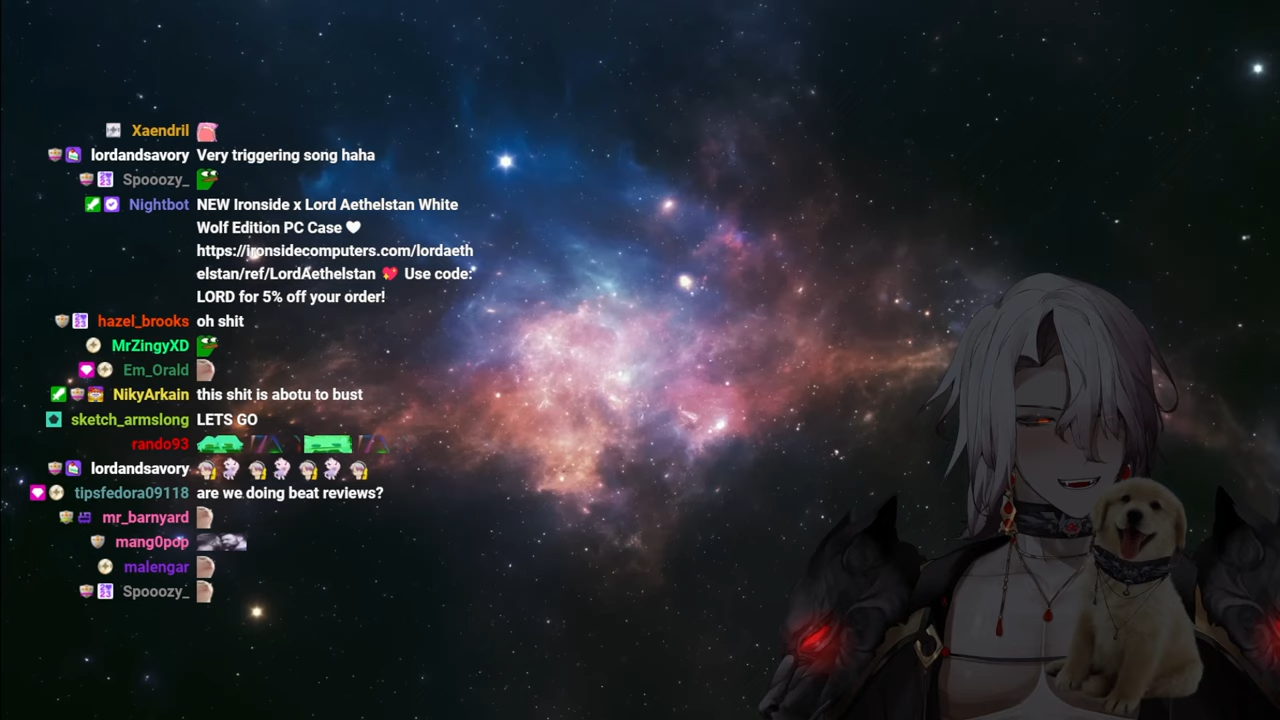 Xaendril
lordandsavory Very triggering song haha
Spooozy_
Nightbot NEW Ironside x Lord Aethelstan White
Wolf Edition PC Case 🤍
https://ironsidecomputers.com/lordaeth
elstan/ref/LordAethelstan 💖 Use code:
LORD for 5% off your order!
hazel_brooks oh shit
MrZingyXD
Em_Orald
NikyArkain this shit is abotu to bust
sketch_armslong LETS GO
rando93
lordandsavory
tipsfedora09118 are we doing beat reviews?
mr_barnyard
mang0pop
malengar
Spooozy_